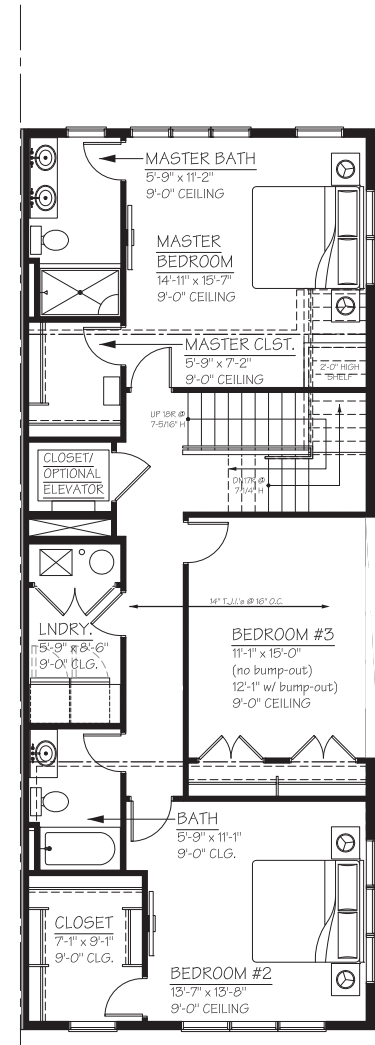 MASTER BATH
5'-9" x 11'-2"
9'-0" CEILING
MASTER
BEDROOM
14'-11" x 15'-7"
9'-0" CEILING
MASTER CLST.
5'-9" x 7'-2"
9'-0" CEILING
2'-0" HIGH
SHELF
UP 18R @
7-5/16" H
CLOSET/
OPTIONAL
ELEVATOR
DN 17R @
7-1/4" H
14" T.J.I.'s @ 16" O.C.
LNDRY.
5'-9" x 8'-6"
9'-0" CLG.
BEDROOM #3
11'-1" x 15'-0"
(no bump-out)
12'-1" w/ bump-out)
9'-0" CEILING
BATH
5'-9" x 11'-1"
9'-0" CLG.
CLOSET
7'-1" x 9'-1"
9'-0" CLG.
BEDROOM #2
13'-7" x 13'-8"
9'-0" CEILING